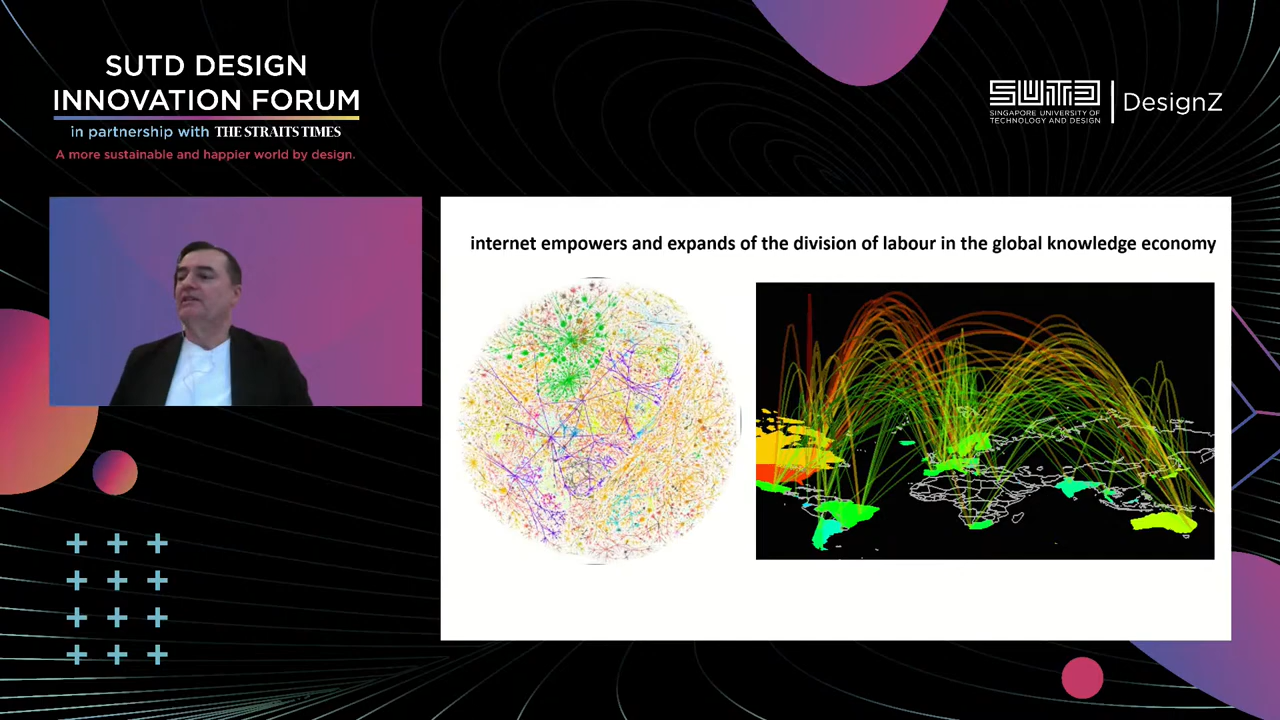 SUTD DESIGN
INNOVATION FORUM
in partnership with THE STRAITS TIMES
A more sustainable and happier world by design.
SUTD
SINGAPORE UNIVERSITY OF
TECHNOLOGY AND DESIGN
DesignZ
internet empowers and expands of the division of labour in the global knowledge economy